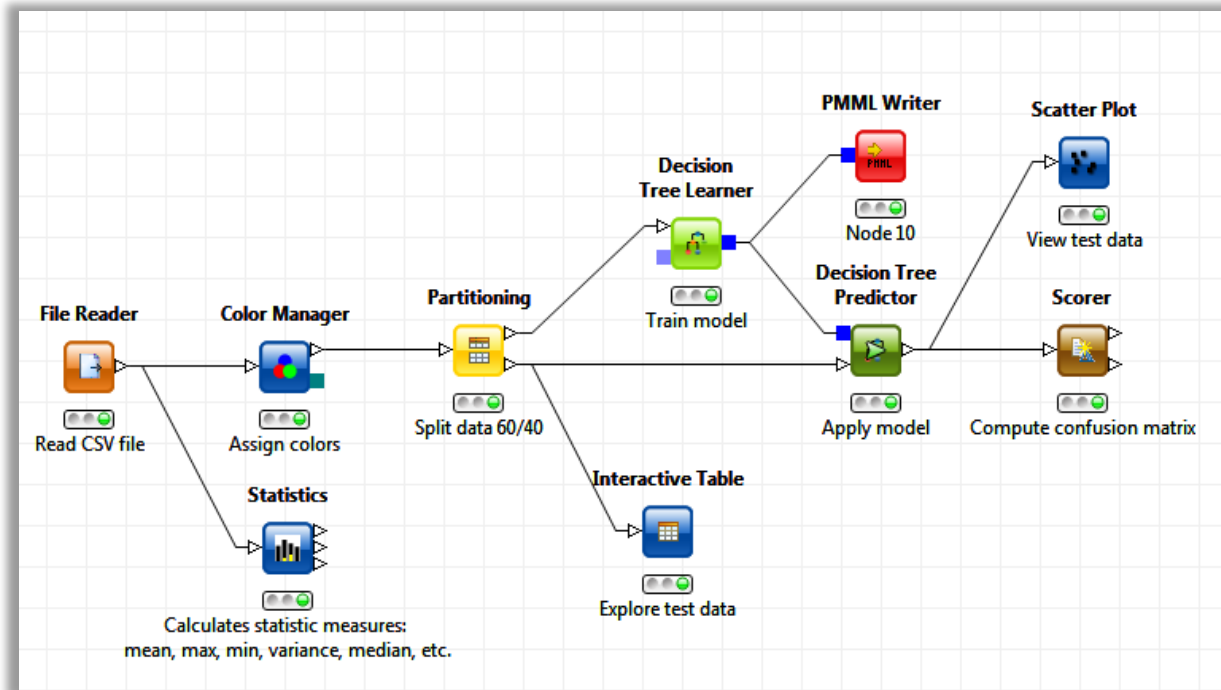 PMML Writer
PMML
Node 10
Scatter Plot
View test data
Decision
Tree Learner
Train model
Decision Tree
Predictor
Apply model
Scorer
Compute confusion matrix
File Reader
Read CSV file
Color Manager
Assign colors
Partitioning
Split data 60/40
Interactive Table
Explore test data
Statistics
Calculates statistic measures:
mean, max, min, variance, median, etc.